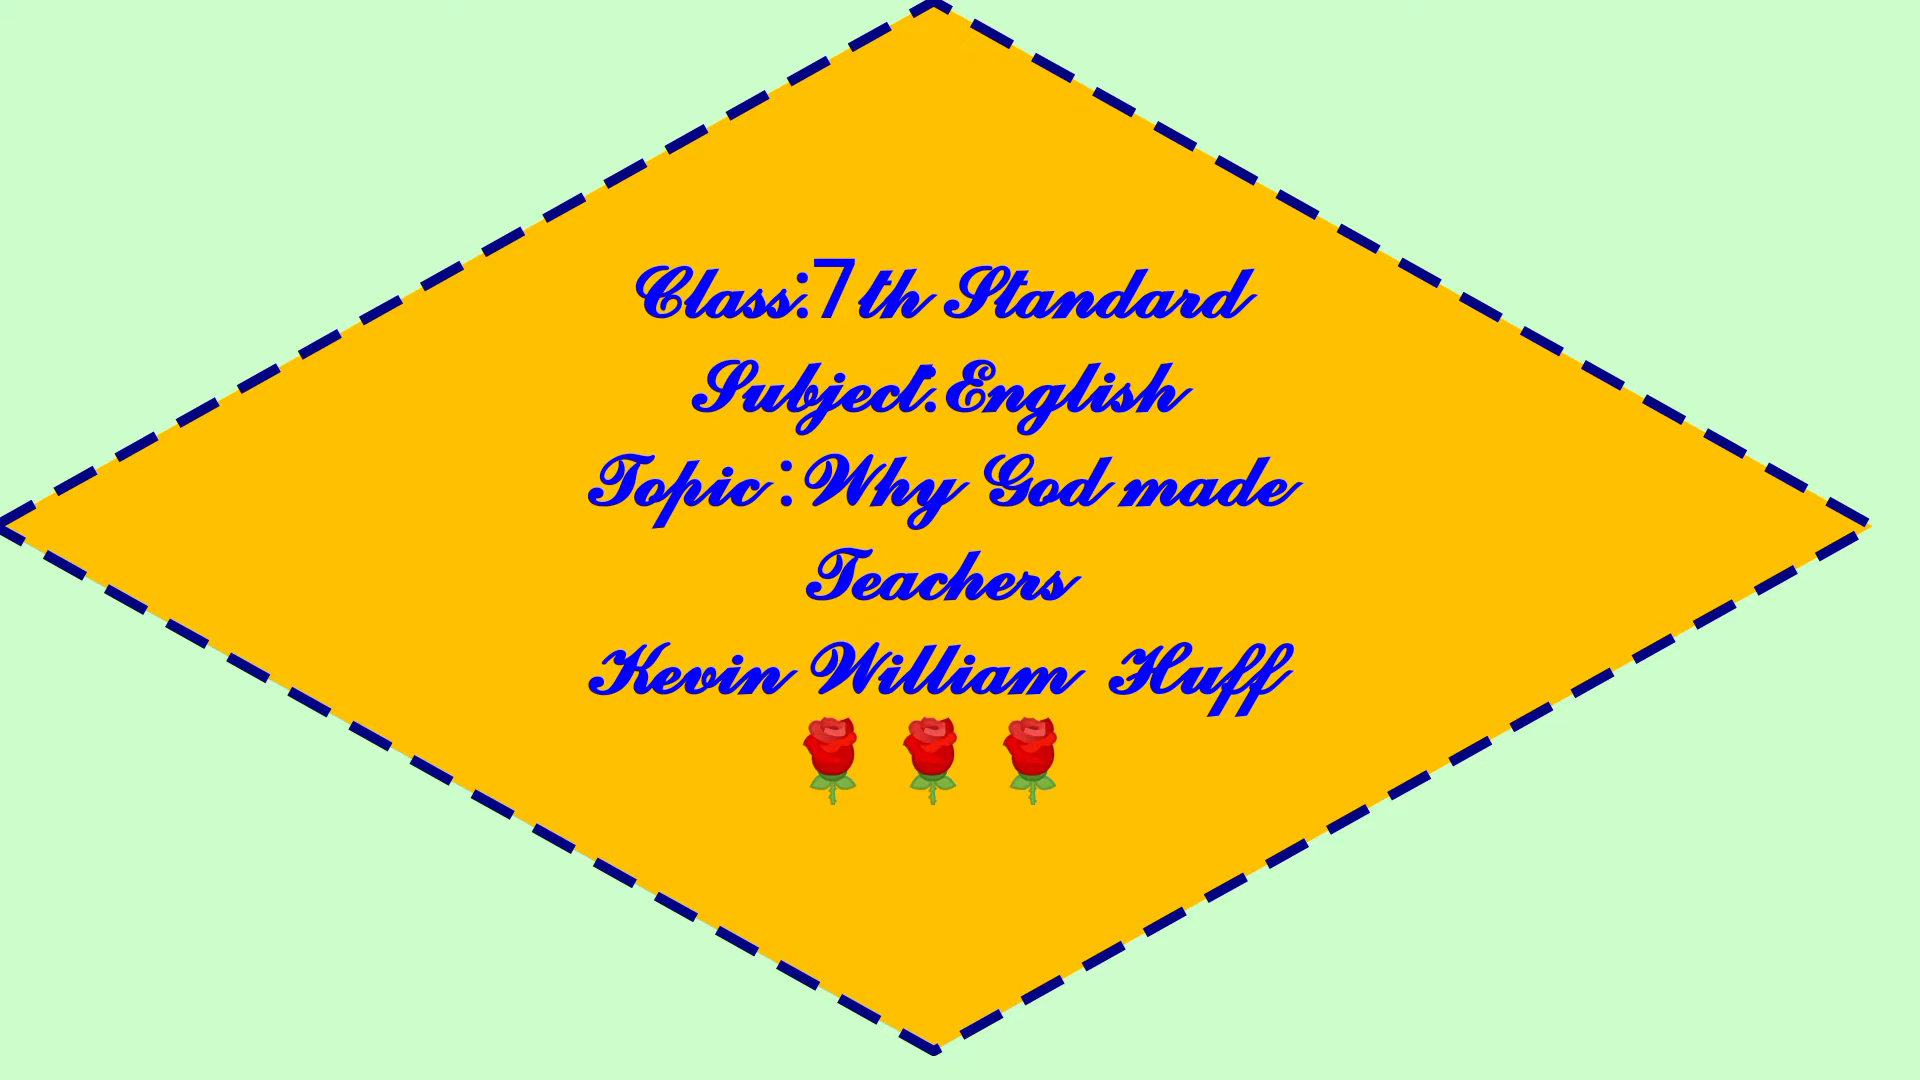 Class:7th Standard
Subject:English
Topic :Why God made
Teachers
Kevin William Huff
🌹🌹🌹